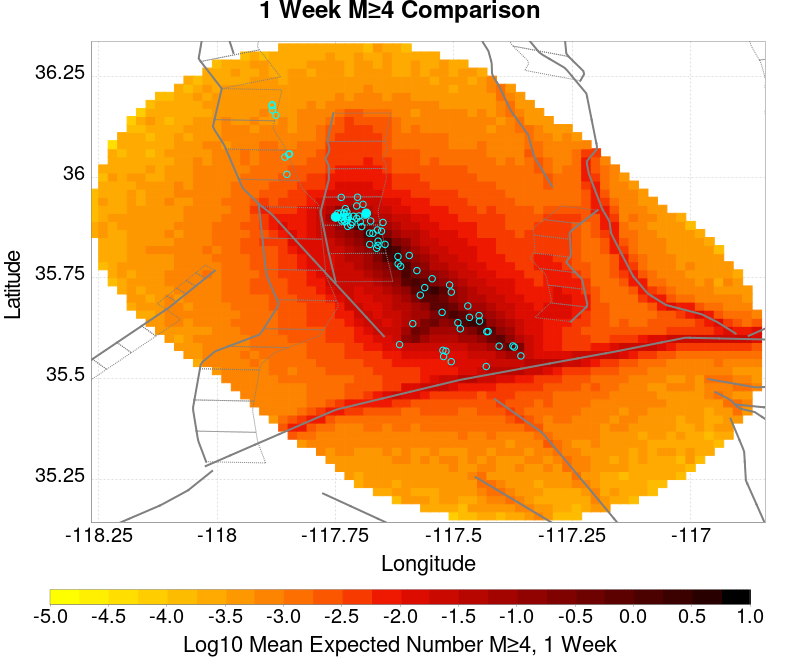 1 Week M≥4 Comparison
36.25
36
35.75
35.5
35.25
Latitude
-118.25 -118 -117.75 -117.5 -117.25 -117
Longitude
-5.0 -4.5 -4.0 -3.5 -3.0 -2.5 -2.0 -1.5 -1.0 -0.5 0.0 0.5 1.0
Log10 Mean Expected Number M≥4, 1 Week